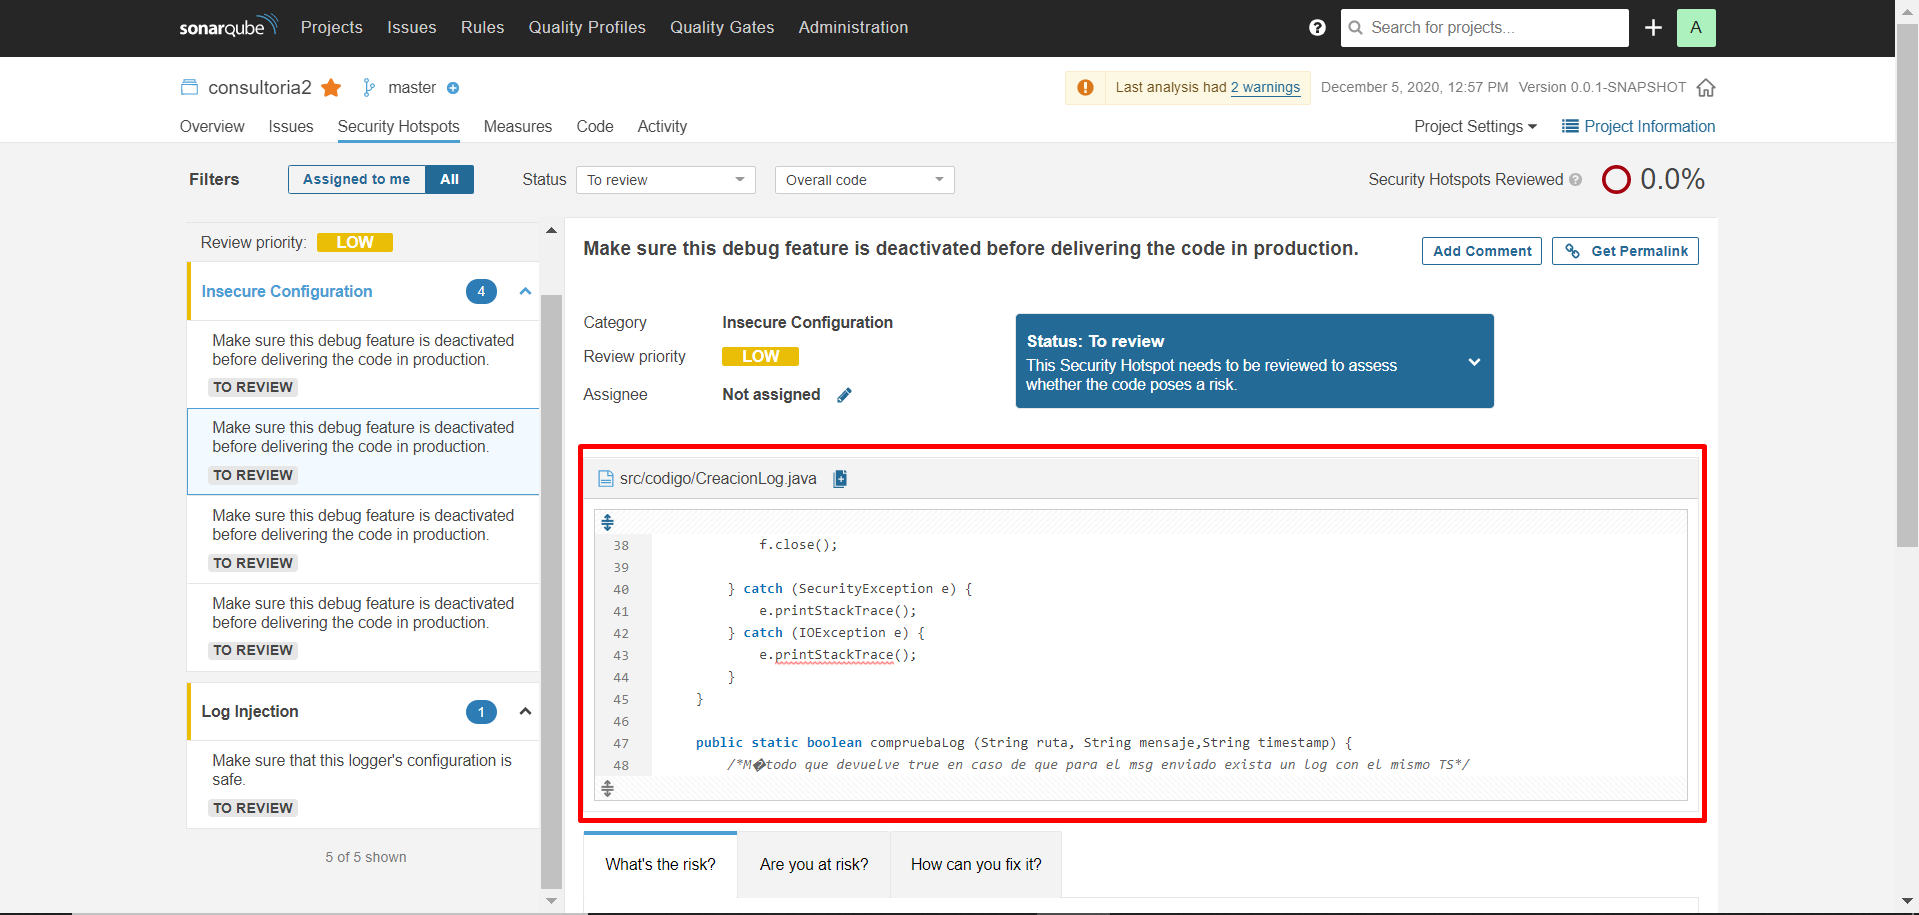 sonarqube Projects Issues Rules Quality Profiles Quality Gates Administration ? Search for projects... A
consultoria2 master Last analysis had 2 warnings December 5, 2020, 12:57 PM Version 0.0.1-SNAPSHOT
Overview Issues Security Hotspots Measures Code Activity Project Settings Project Information
Filters Assigned to me All Status To review Overall code Security Hotspots Reviewed ? 0.0%
Review priority: LOW
Insecure Configuration 4
Make sure this debug feature is deactivated
before delivering the code in production.
TO REVIEW
Make sure this debug feature is deactivated
before delivering the code in production.
TO REVIEW
Make sure this debug feature is deactivated
before delivering the code in production.
TO REVIEW
Make sure this debug feature is deactivated
before delivering the code in production.
TO REVIEW
Log Injection 1
Make sure that this logger's configuration is
safe.
TO REVIEW
5 of 5 shown
Make sure this debug feature is deactivated before delivering the code in production. Add Comment Get Permalink
Category Insecure Configuration
Review priority LOW
Assignee Not assigned
Status: To review
This Security Hotspot needs to be reviewed to assess
whether the code poses a risk.
src/codigo/CreacionLog.java
38 f.close();
39
40 } catch (SecurityException e) {
41 e.printStackTrace();
42 } catch (IOException e) {
43 e.printStackTrace();
44 }
45 }
46
47 public static boolean compruebaLog (String ruta, String mensaje,String timestamp) {
48 /*M�todo que devuelve true en caso de que para el msg enviado exista un log con el mismo TS*/
What's the risk? Are you at risk? How can you fix it?